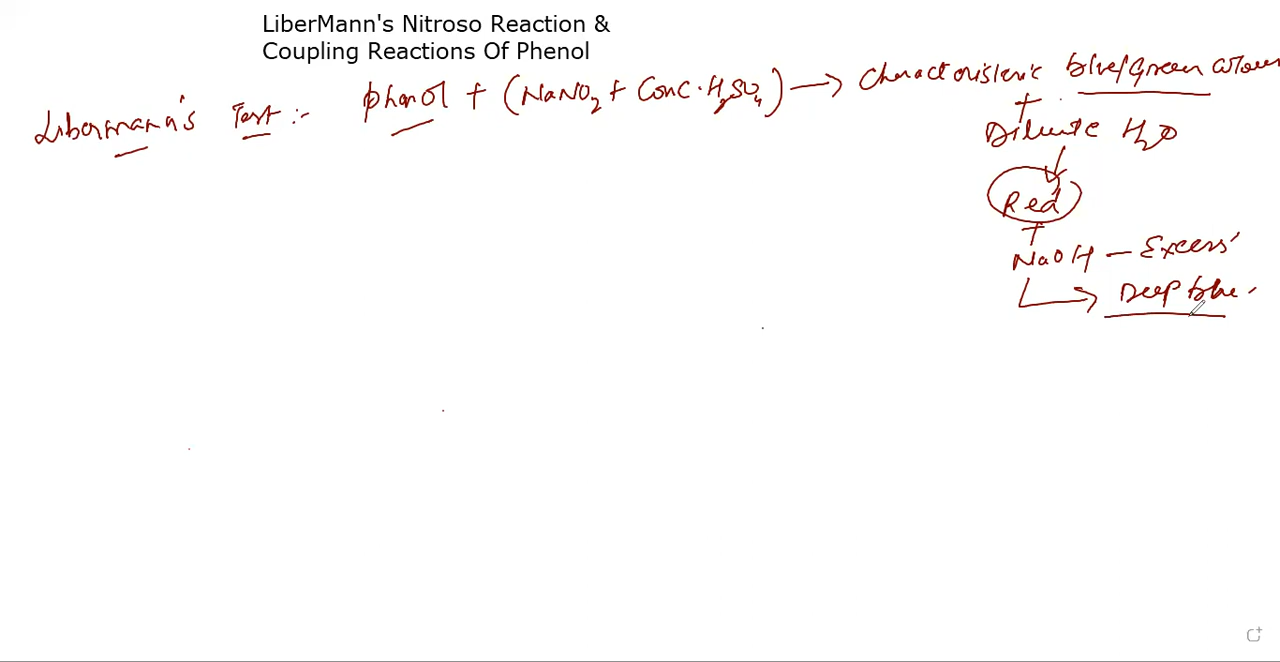 LiberMann's Nitroso Reaction &
Coupling Reactions Of Phenol
Libermann's Test :- phenol + (NaNO2 + Conc. H2SO4) → Characteristic blue/Green colour
+
Dilute H2O
↓
Red
+
NaOH – Excess
→ Deep blue